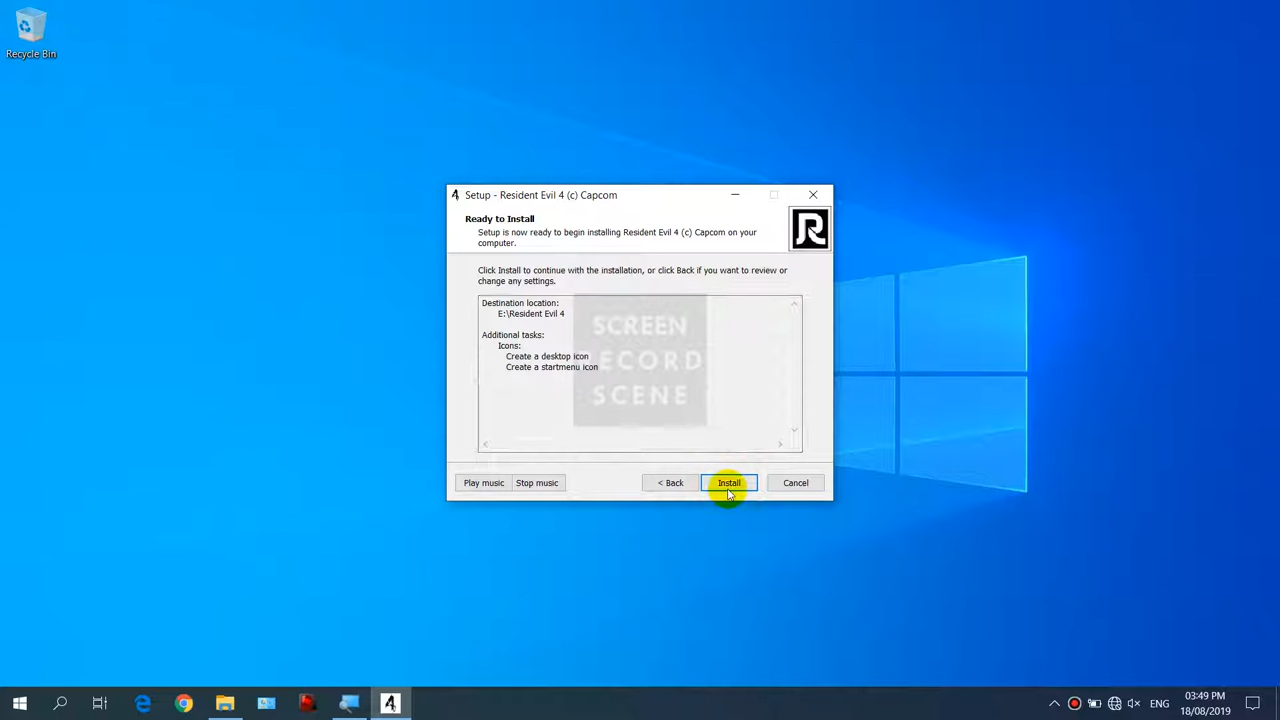 Recycle Bin
Setup - Resident Evil 4 (c) Capcom
Ready to Install
Setup is now ready to begin installing Resident Evil 4 (c) Capcom on your
computer.
R
Click Install to continue with the installation, or click Back if you want to review or
change any settings.
Destination location:
E:\Resident Evil 4
Additional tasks:
Icons:
Create a desktop icon
Create a startmenu icon
SCREEN
RECORD
SCENE
Play music
Stop music
< Back
Install
Cancel
4
ENG
03:49 PM
18/08/2019